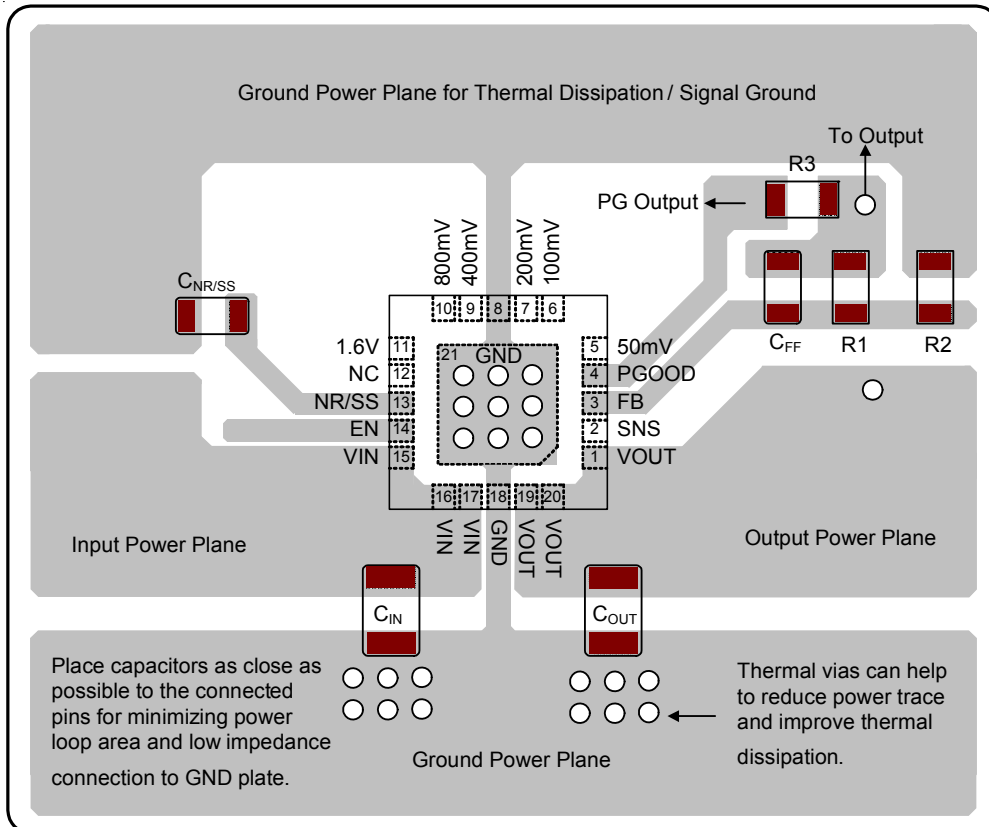 Ground Power Plane for Thermal Dissipation / Signal Ground
To Output
R3
PG Output
800mV
400mV
200mV
100mV
CNR/SS
10 9 8 7 6
CFF
R1
R2
1.6V 11
NC 12
NR/SS 13
EN 14
VIN 15
21 GND
5 50mV
4 PGOOD
3 FB
2 SNS
1 VOUT
16 17 18 19 20
VIN
VIN
GND
VOUT
VOUT
Input Power Plane
Output Power Plane
CIN
COUT
Place capacitors as close as
possible to the connected
pins for minimizing power
loop area and low impedance
connection to GND plate.
Thermal vias can help
to reduce power trace
and improve thermal
dissipation.
Ground Power Plane